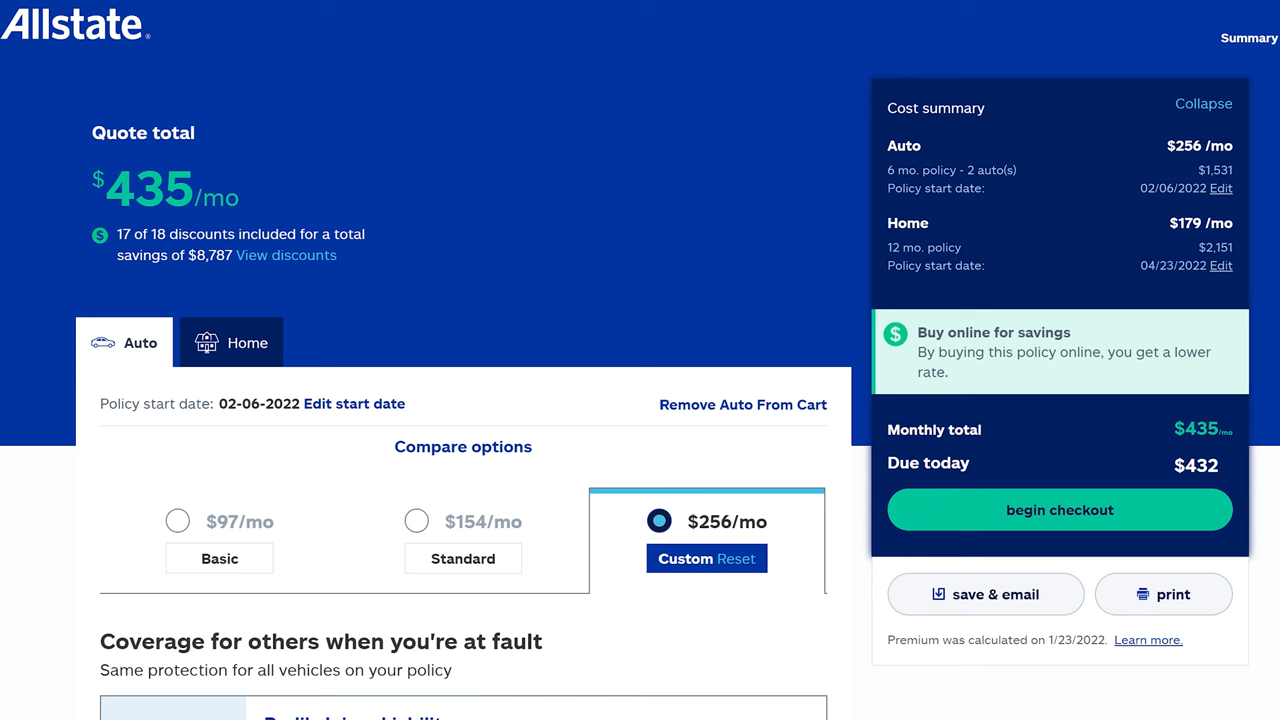 Allstate®
Summary
Quote total
$435/mo
17 of 18 discounts included for a total
savings of $8,787 View discounts
Auto
Home
Policy start date: 02-06-2022 Edit start date
Remove Auto From Cart
Compare options
$97/mo
Basic
$154/mo
Standard
$256/mo
Custom Reset
Coverage for others when you're at fault
Same protection for all vehicles on your policy
Cost summary
Collapse
Auto $256 /mo
6 mo. policy - 2 auto(s) $1,531
Policy start date: 02/06/2022 Edit
Home $179 /mo
12 mo. policy $2,151
Policy start date: 04/23/2022 Edit
$ Buy online for savings
By buying this policy online, you get a lower
rate.
Monthly total $435/mo
Due today $432
begin checkout
save & email
print
Premium was calculated on 1/23/2022. Learn more.